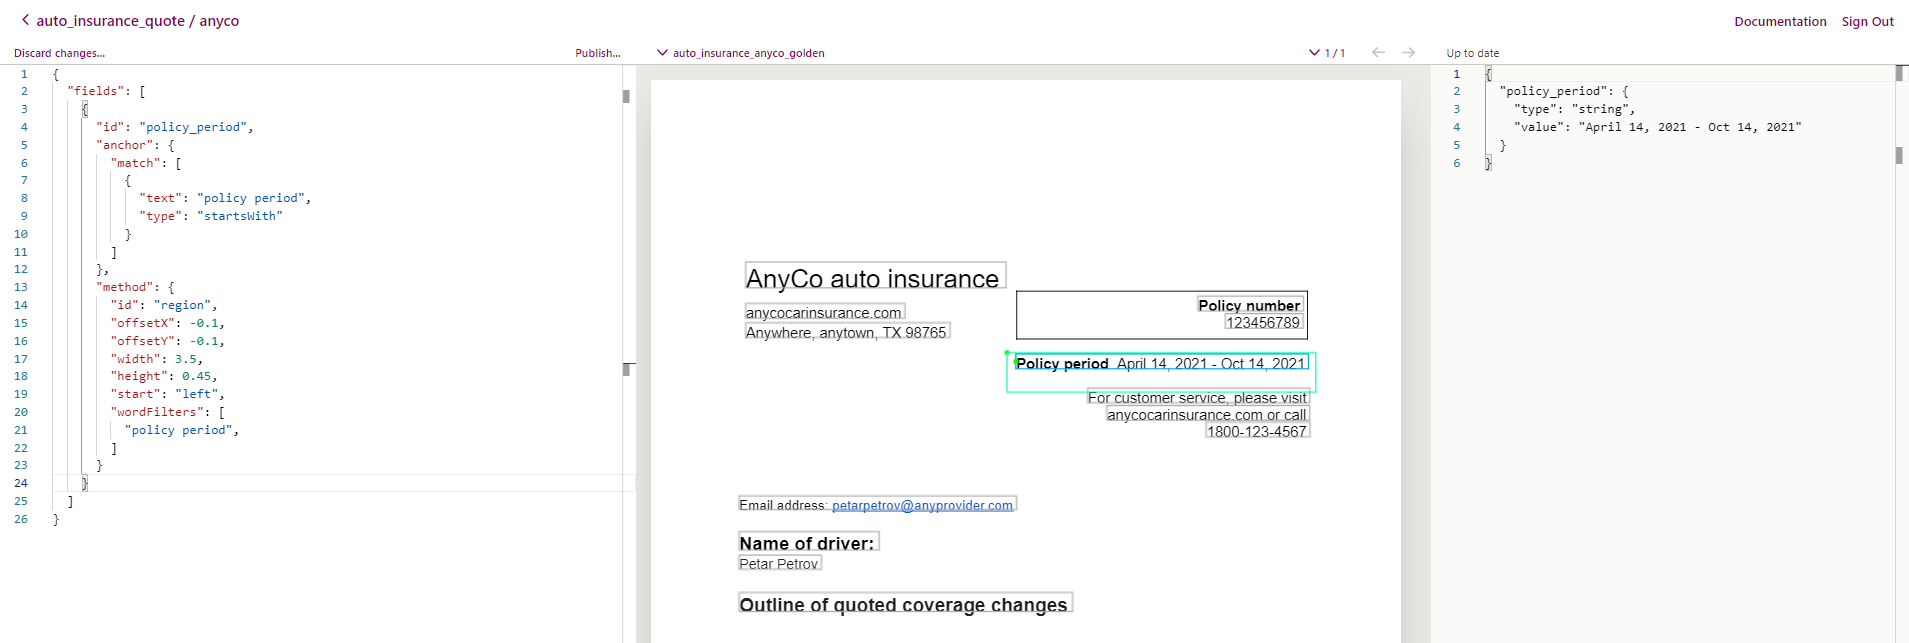 auto_insurance_quote / anyco
Documentation Sign Out
Discard changes...
Publish...
auto_insurance_anyco_golden
1 / 1
Up to date
1 {
2 "fields": [
3 {
4 "id": "policy_period",
5 "anchor": {
6 "match": [
7 {
8 "text": "policy period",
9 "type": "startsWith"
10 }
11 ]
12 },
13 "method": {
14 "id": "region",
15 "offsetX": -0.1,
16 "offsetY": -0.1,
17 "width": 3.5,
18 "height": 0.45,
19 "start": "left",
20 "wordFilters": [
21 "policy period",
22 ]
23 }
24 }
25 ]
26 }
AnyCo auto insurance
anycocarinsurance.com
Anywhere, anytown, TX 98765
Policy number
123456789
Policy period April 14, 2021 - Oct 14, 2021
For customer service, please visit
anycocarinsurance.com or call
1800-123-4567
Email address: petarpetrov@anyprovider.com
Name of driver:
Petar Petrov
Outline of quoted coverage changes
1 {
2 "policy_period": {
3 "type": "string",
4 "value": "April 14, 2021 - Oct 14, 2021"
5 }
6 }